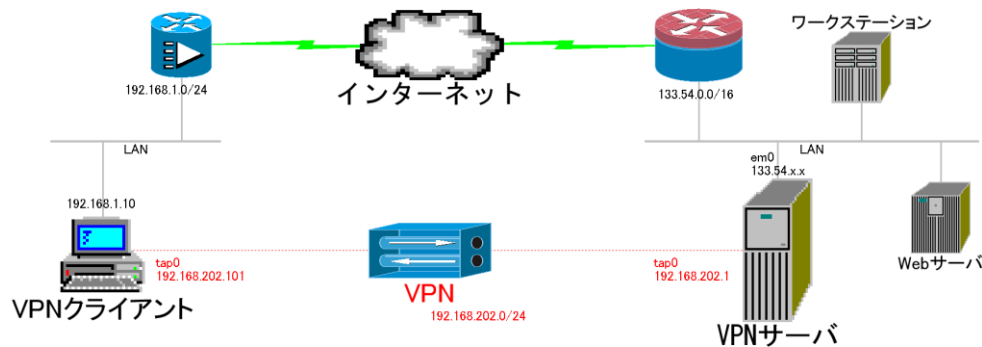 ワークステーション
インターネット
192.168.1.0/24
133.54.0.0/16
LAN
LAN
em0
133.54.x.x
192.168.1.10
tap0
192.168.202.101
tap0
192.168.202.1
Webサーバ
VPN
192.168.202.0/24
VPNクライアント
VPNサーバ